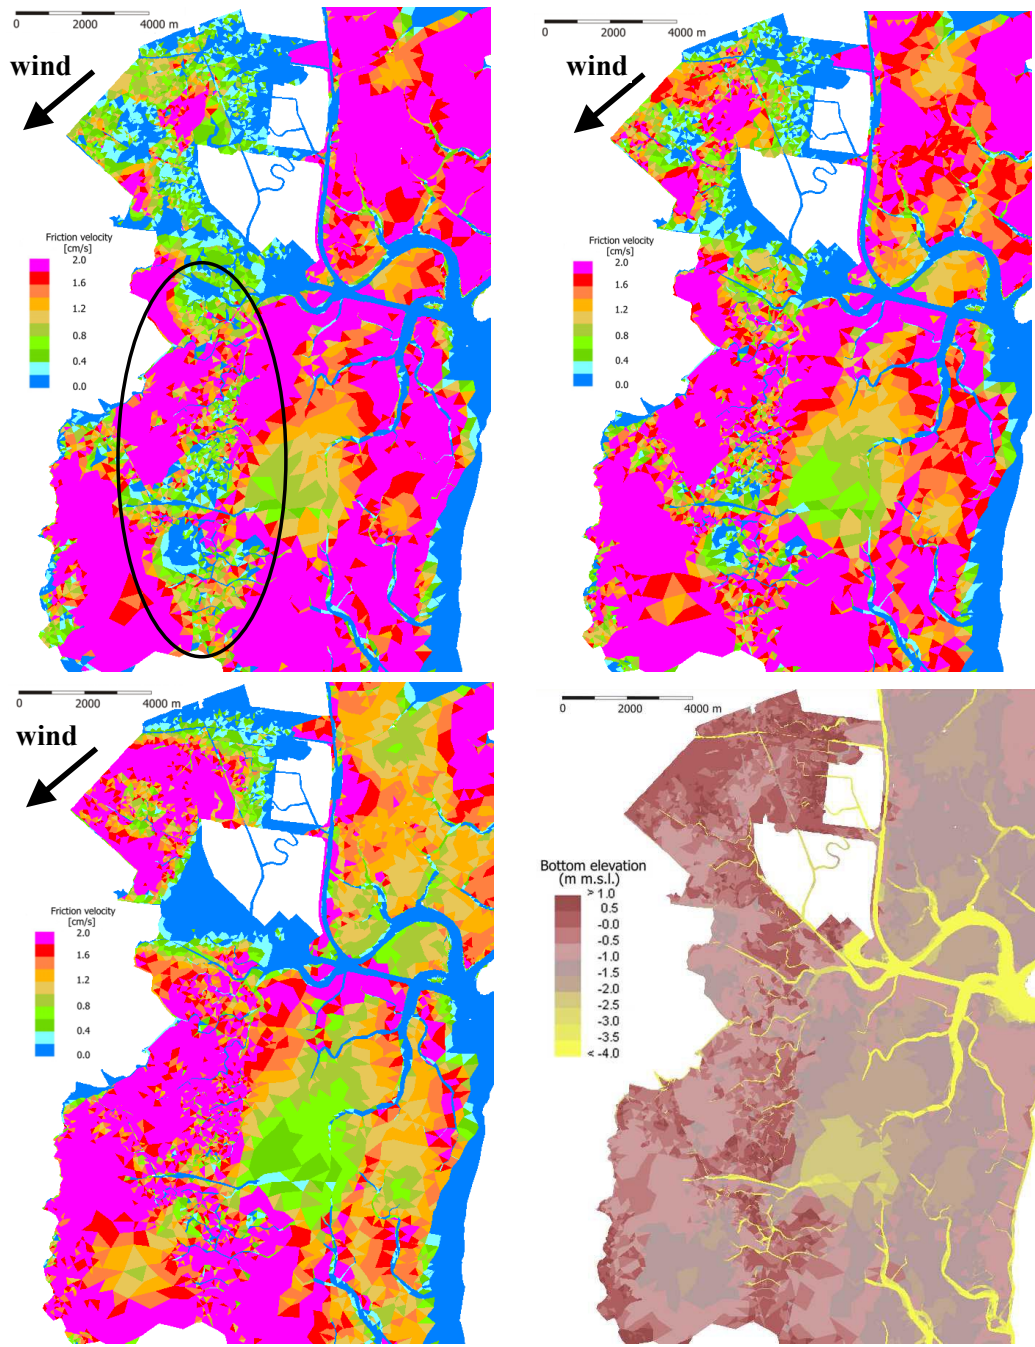 0 2000 4000 m
wind
Friction velocity
[cm/s]
2.0
1.6
1.2
0.8
0.4
0.0
0 2000 4000 m
wind
Friction velocity
[cm/s]
2.0
1.6
1.2
0.8
0.4
0.0
0 2000 4000 m
wind
Friction velocity
[cm/s]
2.0
1.6
1.2
0.8
0.4
0.0
0 2000 4000 m
Bottom elevation
(m m.s.l.)
> 1.0
0.5
-0.0
-0.5
-1.0
-1.5
-2.0
-2.5
-3.0
-3.5
< -4.0